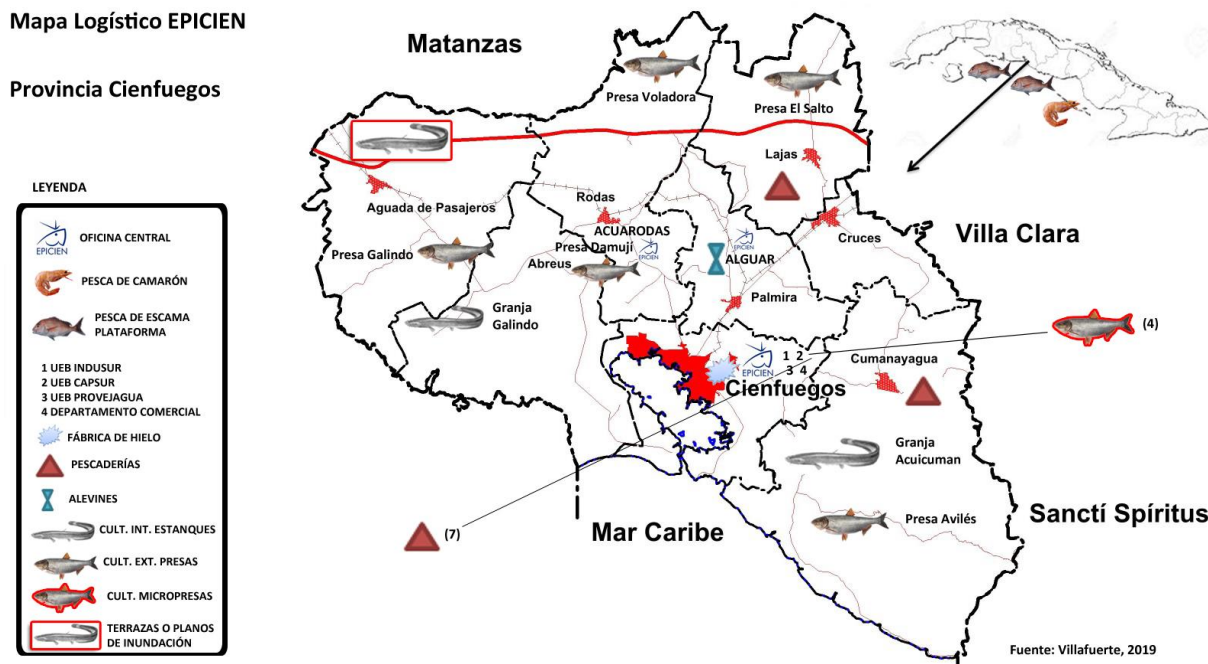 Mapa Logístico EPICIEN
Provincia Cienfuegos
LEYENDA
EPICIEN
OFICINA CENTRAL
PESCA DE CAMARÓN
PESCA DE ESCAMA
PLATAFORMA
1 UEB INDUSUR
2 UEB CAPSUR
3 UEB PROVEJAGUA
4 DEPARTAMENTO COMERCIAL
FÁBRICA DE HIELO
PESCADERÍAS
ALEVINES
CULT. INT. ESTANQUES
CULT. EXT. PRESAS
CULT. MICROPRESAS
TERRAZAS O PLANOS
DE INUNDACIÓN
Matanzas
Presa Voladora
Presa El Salto
Lajas
Aguada de Pasajeros
Rodas
ACUARODAS
Presa Damují
EPICIEN
Abreus
Presa Galindo
EPICIEN
ALGUAR
Cruces
Villa Clara
Granja
Galindo
Palmira
(4)
EPICIEN
1 2
3 4
Cienfuegos
Cumanayagua
Granja
Acuicuman
Presa Avilés
Sanctí Spíritus
Mar Caribe
(7)
Fuente: Villafuerte, 2019